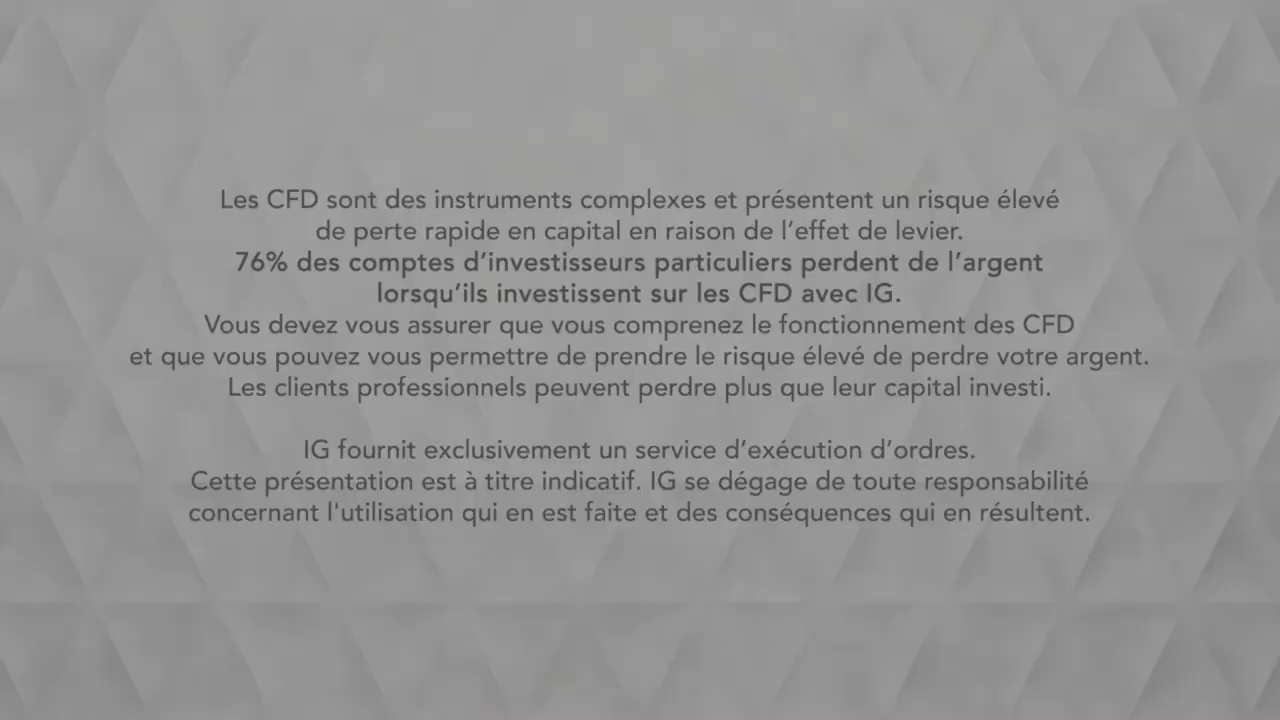 Les CFD sont des instruments complexes et présentent un risque élevé
de perte rapide en capital en raison de l’effet de levier.
76% des comptes d’investisseurs particuliers perdent de l’argent
lorsqu’ils investissent sur les CFD avec IG.
Vous devez vous assurer que vous comprenez le fonctionnement des CFD
et que vous pouvez vous permettre de prendre le risque élevé de perdre votre argent.
Les clients professionnels peuvent perdre plus que leur capital investi.
IG fournit exclusivement un service d’exécution d’ordres.
Cette présentation est à titre indicatif. IG se dégage de toute responsabilité
concernant l'utilisation qui en est faite et des conséquences qui en résultent.